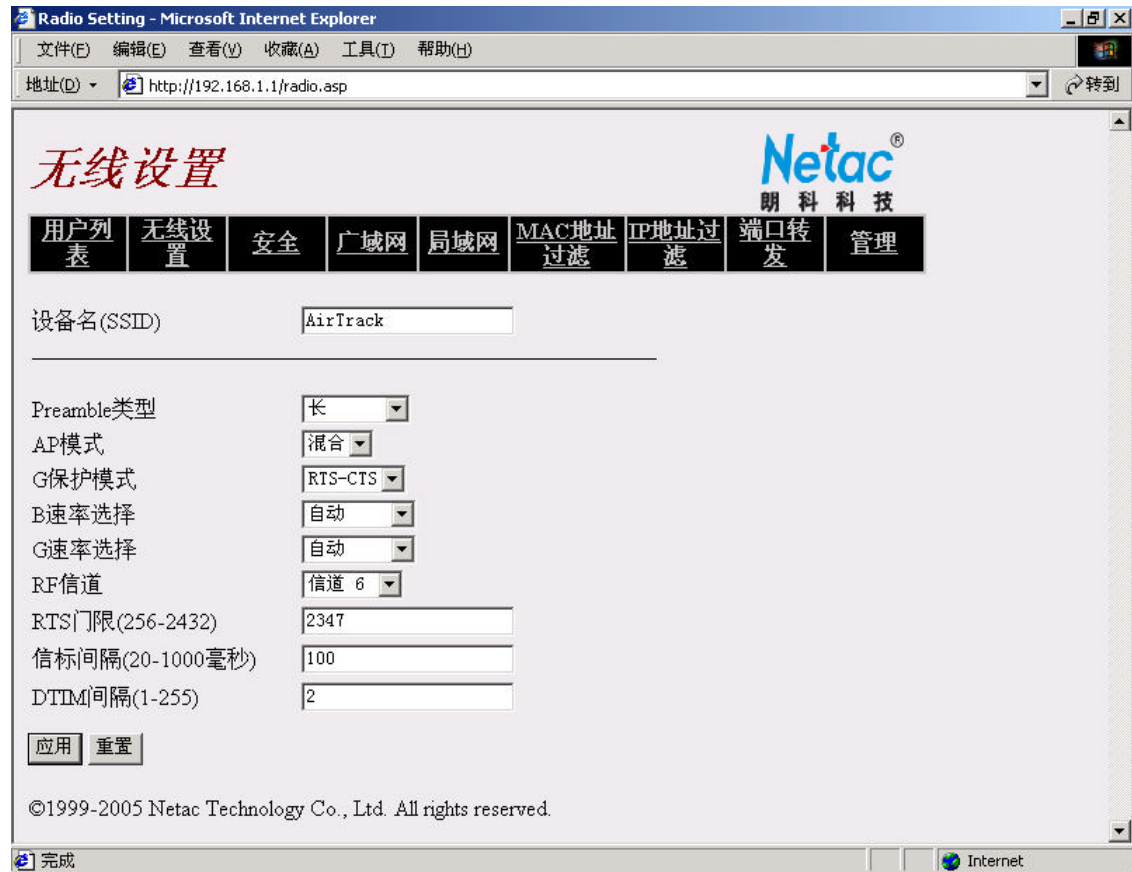 Radio Setting - Microsoft Internet Explorer
文件(F) 编辑(E) 查看(V) 收藏(A) 工具(T) 帮助(H)
地址(D) http://192.168.1.1/radio.asp 转到
无线设置
Netac®
朗科科技
用户列表 无线设置 安全 广域网 局域网 MAC地址过滤 IP地址过滤 端口转发 管理
设备名(SSID) AirTrack
Preamble类型 长
AP模式 混合
G保护模式 RTS-CTS
B速率选择 自动
G速率选择 自动
RF信道 信道 6
RTS门限(256-2432) 2347
信标间隔(20-1000毫秒) 100
DTIM间隔(1-255) 2
应用 重置
©1999-2005 Netac Technology Co., Ltd. All rights reserved.
完成 Internet